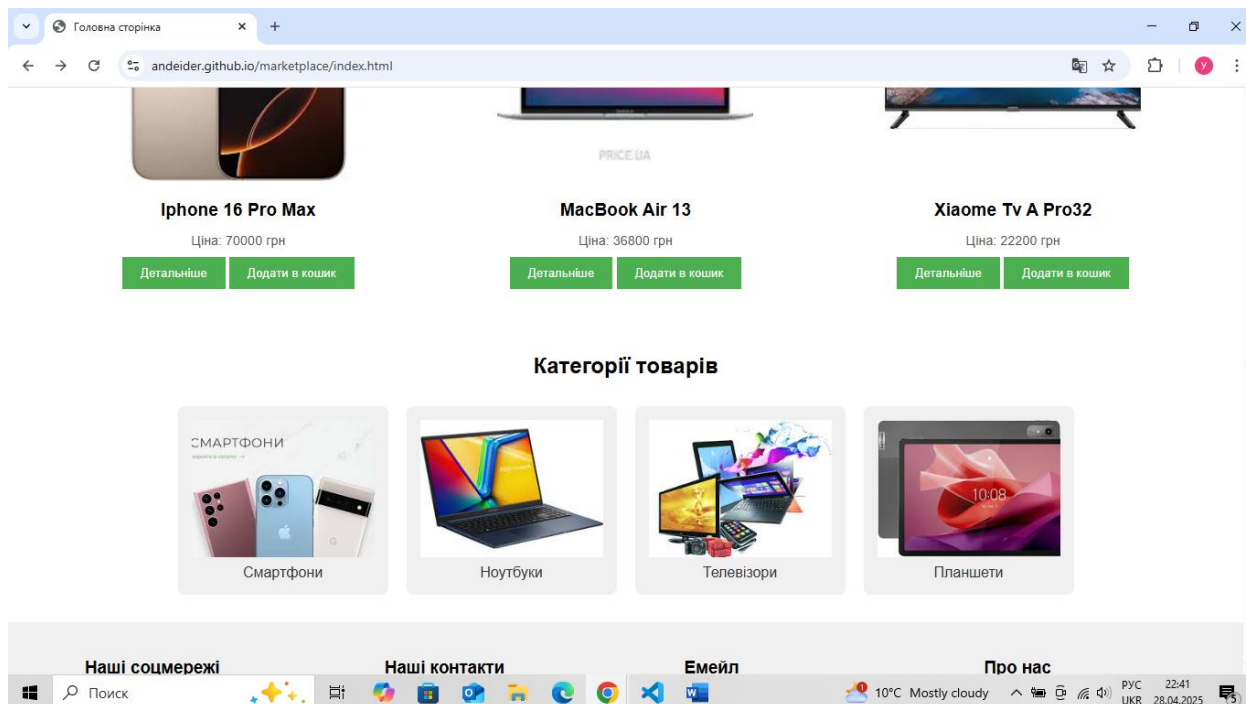 Головна сторінка
andeider.github.io/marketplace/index.html
У
PRICE.UA
Iphone 16 Pro Max
MacBook Air 13
Xiaome Tv A Pro32
Ціна: 70000 грн
Ціна: 36800 грн
Ціна: 22200 грн
Детальніше Додати в кошик
Детальніше Додати в кошик
Детальніше Додати в кошик
Категорії товарів
СМАРТФОНИ
10:08
Смартфони
Ноутбуки
Телевізори
Планшети
Наші соцмережі
Наші контакти
Емейл
Про нас
Поиск
10°C Mostly cloudy
РУС
UKR
22:41
28.04.2025
5